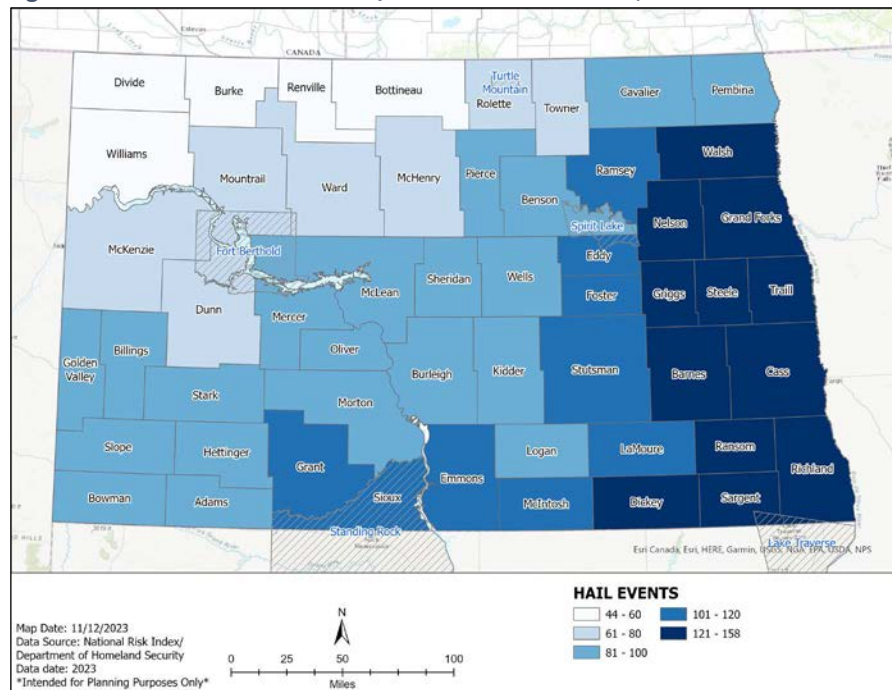 CANADA
Divide
Burke
Renville
Bottineau
Turtle
Mountain
Rolette
Towner
Cavalier
Pembina
Williams
Mountrail
Ward
McHenry
Pierce
Benson
Ramsey
Walsh
Spirit Lake
Nelson
Grand Forks
McKenzie
Fort Berthold
Dunn
McLean
Sheridan
Wells
Eddy
Foster
Griggs
Steele
Traill
Mercer
Oliver
Golden
Valley
Billings
Stark
Burleigh
Kidder
Stutsman
Barnes
Cass
Morton
Slope
Hettinger
Grant
Logan
LaMoure
Ransom
Richland
Bowman
Adams
Sioux
Emmons
McIntosh
Dickey
Sargent
Standing Rock
Lake Traverse
Esri Canada, Esri, HERE, Garmin, USGS, NGA, EPA, USDA, NPS
HAIL EVENTS
44 - 60
61 - 80
81 - 100
101 - 120
121 - 158
Map Date: 11/12/2023
Data Source: National Risk Index/
Department of Homeland Security
Data date: 2023
*Intended for Planning Purposes Only*
N
0 25 50 100
Miles